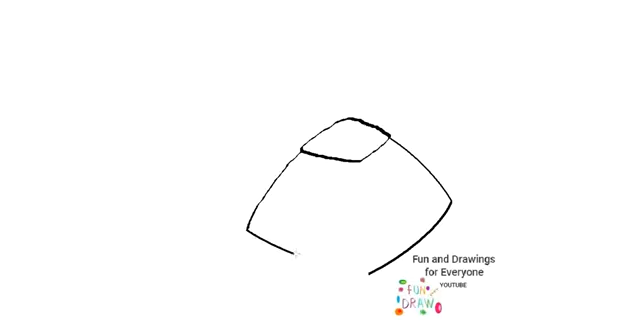 Fun and Drawings
for Everyone
YOUTUBE
FUN
DRAW